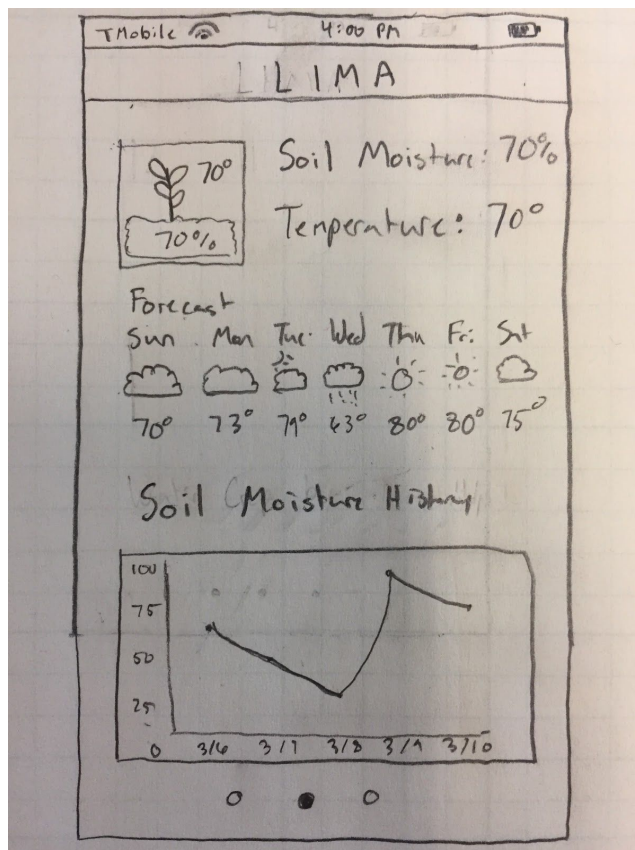 TMobile 4:00 PM
LIMA
70°
70%
Soil Moisture: 70%
Temperature: 70°
Forecast
Sun Mon Tue Wed Thu Fri Sat
70° 73° 79° 63° 80° 80° 75°
Soil Moisture History
100
75
50
25
0 3/6 3/7 3/8 3/9 3/10